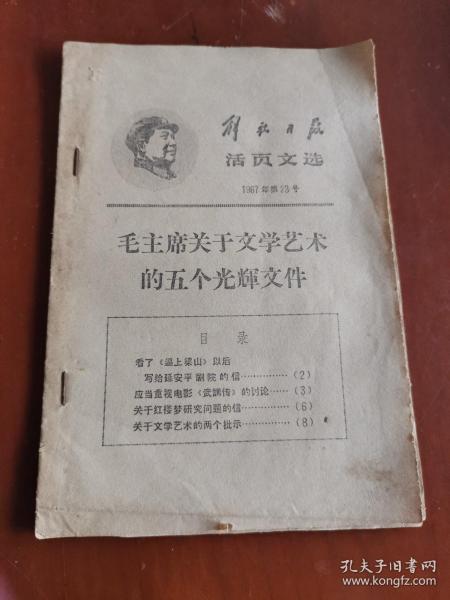 解放日报
活页文选
1967年第23号
毛主席关于文学艺术
的五个光輝文件
目录
看了《逼上梁山》以后
写给延安平剧院的信……………（2）
应当重视电影《武訓传》的讨论……（3）
关于红楼梦研究问题的信…………（6）
关于文学艺术的两个批示…………（8）
孔夫子旧书网
www.kongfz.com